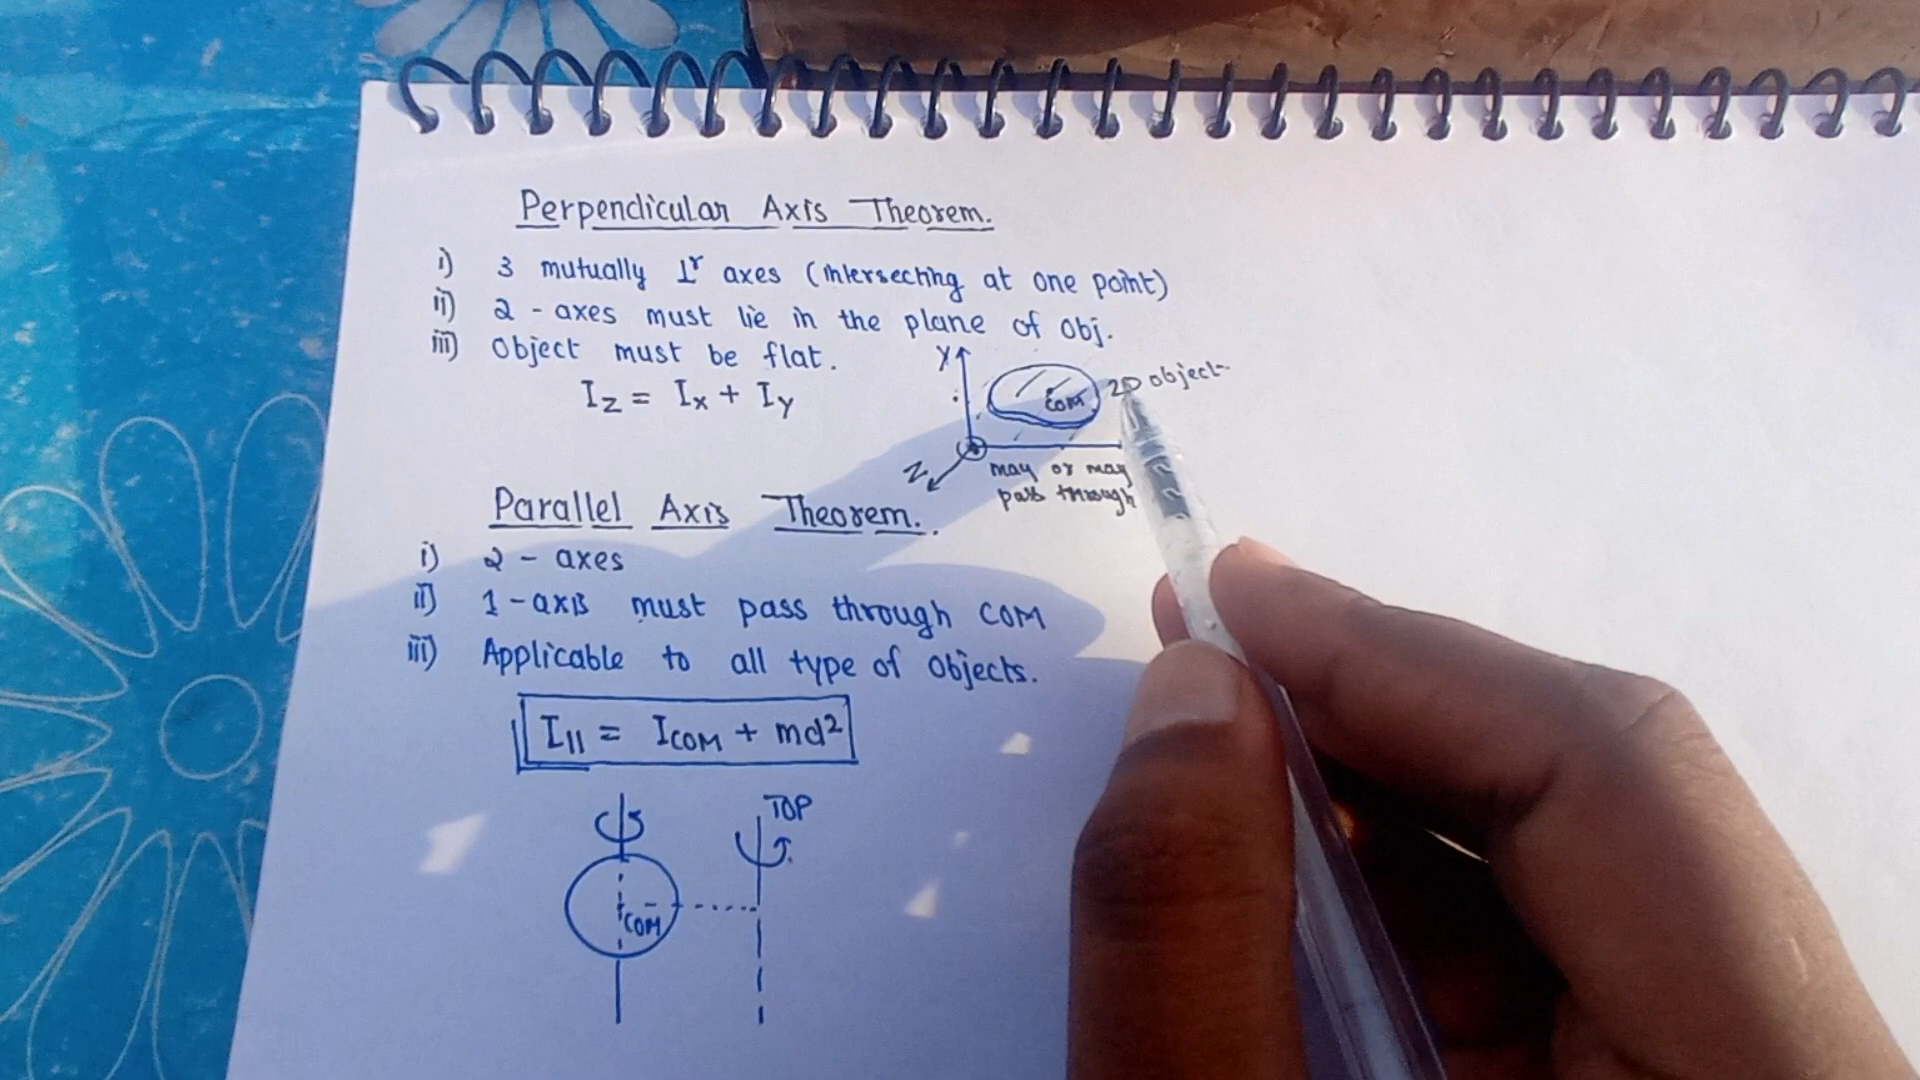 Perpendicular Axis Theorem.
i) 3 mutually ⊥r axes (intersecting at one point)
ii) 2 - axes must lie in the plane of Obj.
iii) Object must be flat.
Iz = Ix + Iy
Y
COM
2D object
Z
may or may
pass through
Parallel Axis Theorem.
i) 2 - axes
ii) 1 - axis must pass through COM
iii) Applicable to all type of Objects.
I|| = ICOM + md²
TOP
COM